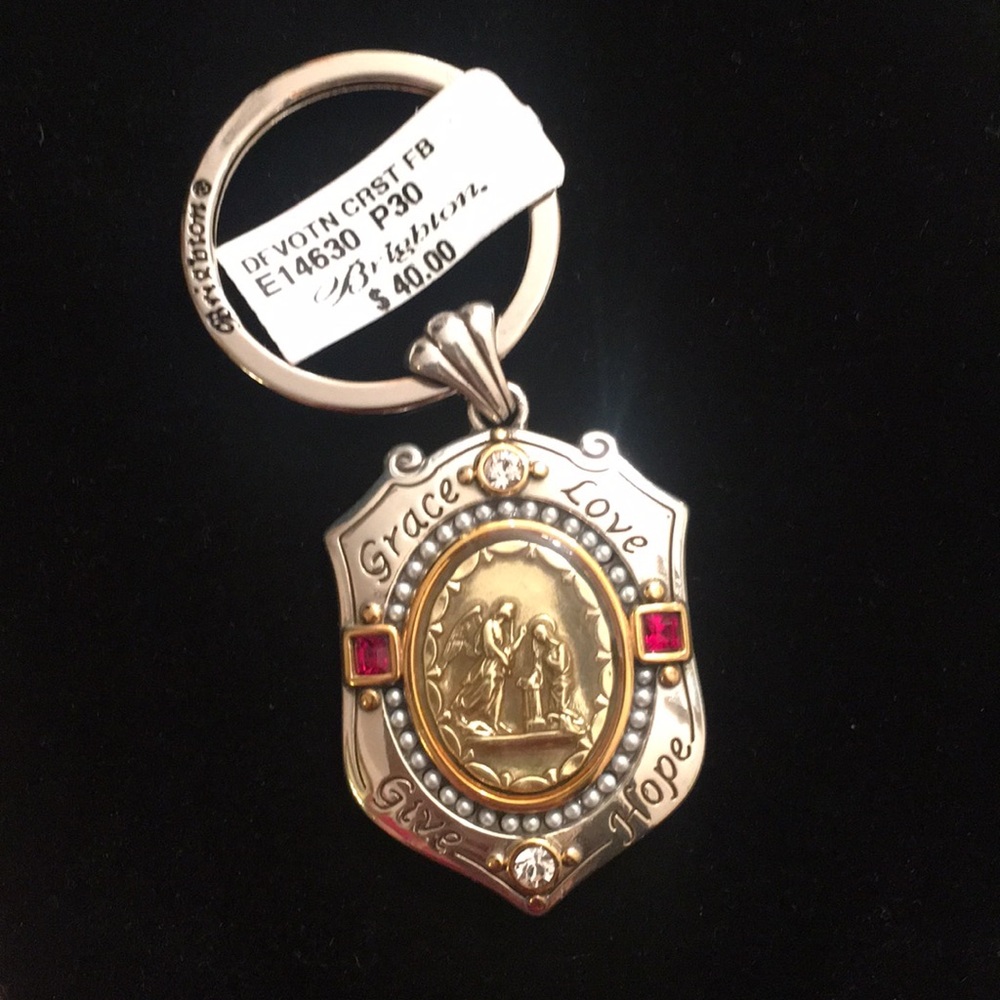 DEVOTN CRST FB
E14630 P30
Brighton.
$ 40.00
Brighton®
Grace
Love
Give
Hope